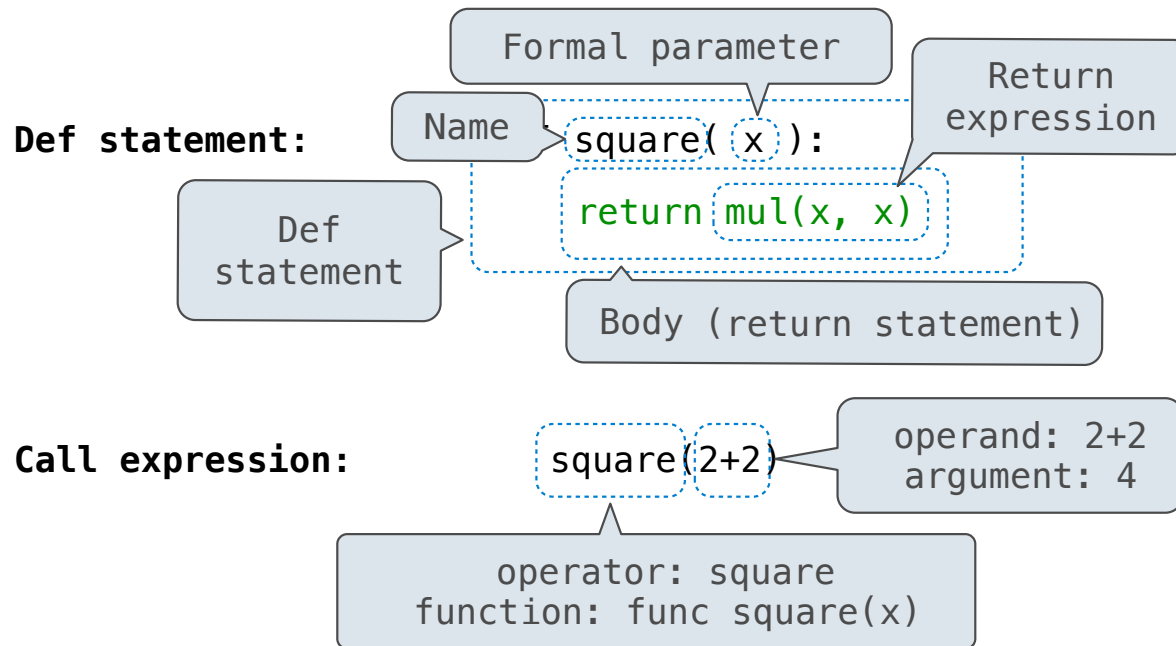 Formal parameter
Return
expression
Def statement:
Name
square( x ):
return mul(x, x)
Def
statement
Body (return statement)
Call expression:
square(2+2)
operand: 2+2
argument: 4
operator: square
function: func square(x)